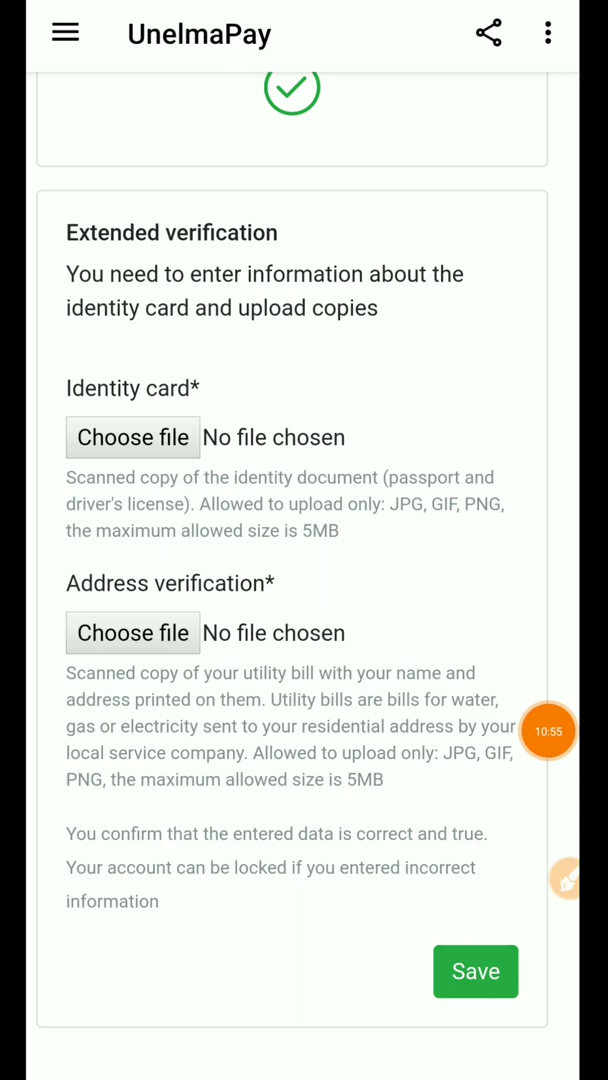 UnelmaPay
Extended verification
You need to enter information about the
identity card and upload copies
Identity card*
Choose file No file chosen
Scanned copy of the identity document (passport and
driver's license). Allowed to upload only: JPG, GIF, PNG,
the maximum allowed size is 5MB
Address verification*
Choose file No file chosen
Scanned copy of your utility bill with your name and
address printed on them. Utility bills are bills for water,
gas or electricity sent to your residential address by your
10:55
local service company. Allowed to upload only: JPG, GIF,
PNG, the maximum allowed size is 5MB
You confirm that the entered data is correct and true.
Your account can be locked if you entered incorrect
information
Save